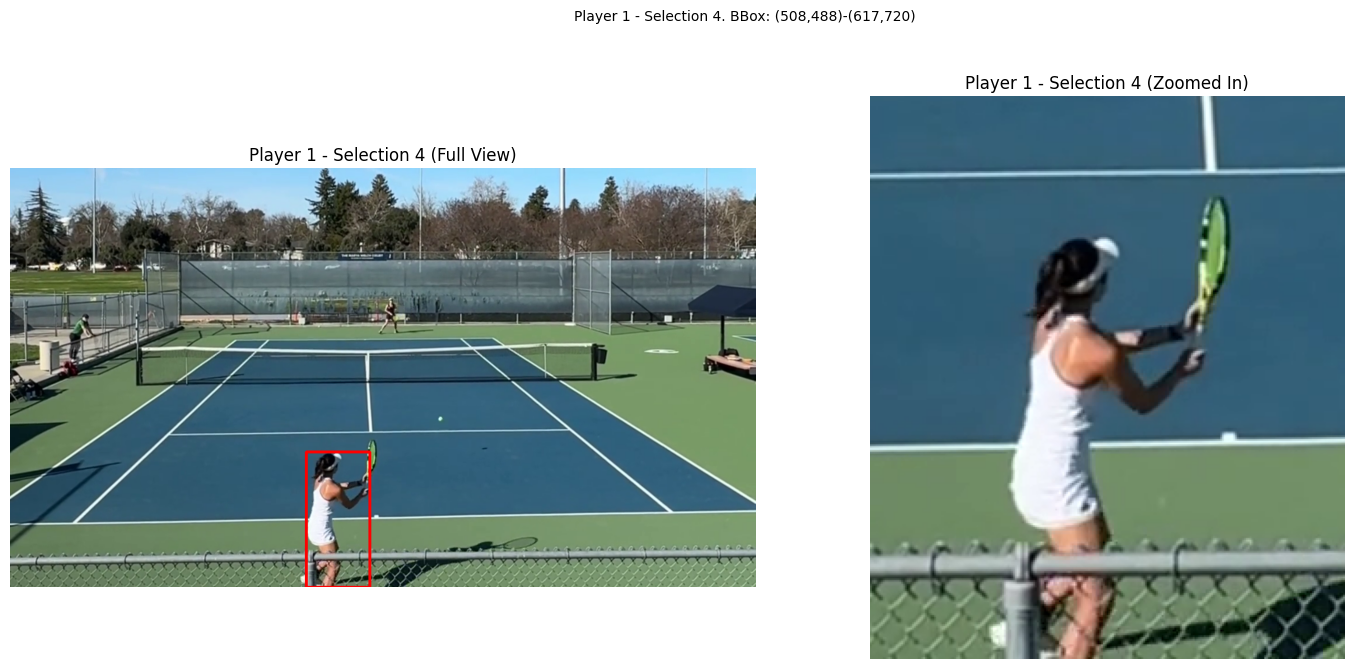 Player 1 - Selection 4. BBox: (508,488)-(617,720)
Player 1 - Selection 4 (Zoomed In)
Player 1 - Selection 4 (Full View)